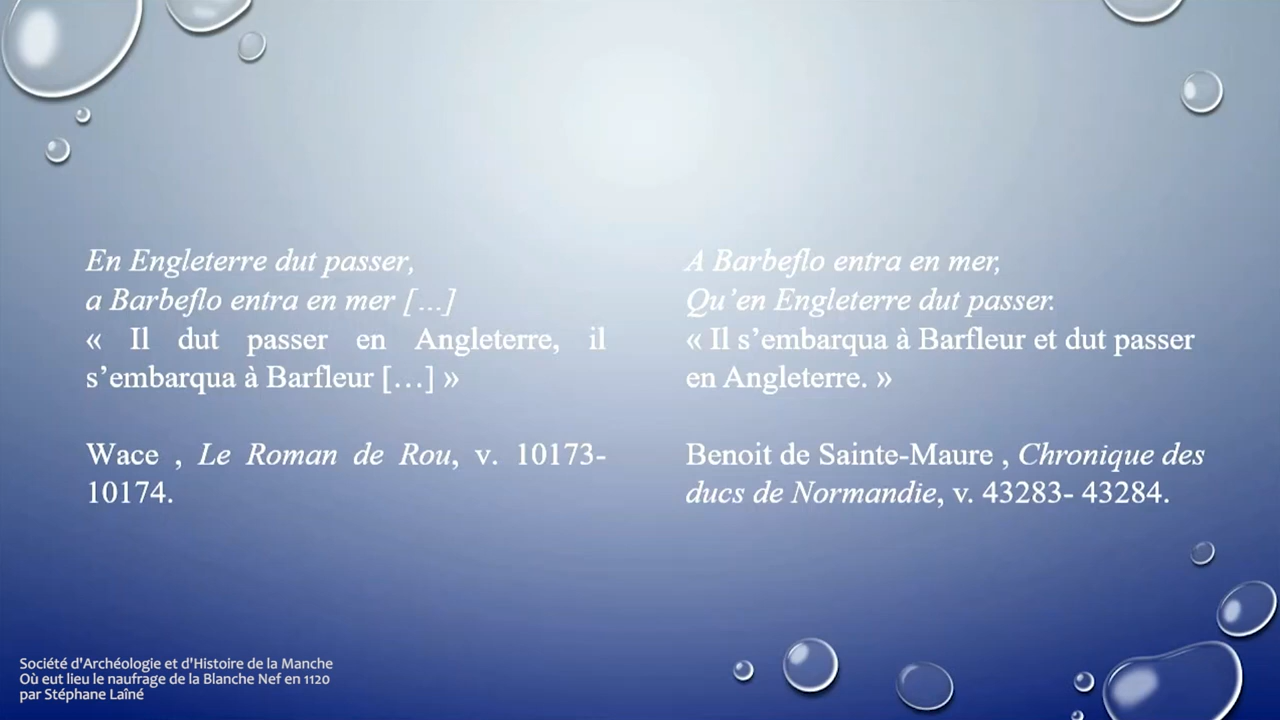 En Engleterre dut passer,
a Barbeflo entra en mer […]
« Il dut passer en Angleterre, il
s’embarqua à Barfleur […] »
Wace , Le Roman de Rou, v. 10173-
10174.
A Barbeflo entra en mer,
Qu’en Engleterre dut passer.
« Il s’embarqua à Barfleur et dut passer
en Angleterre. »
Benoit de Sainte-Maure , Chronique des
ducs de Normandie, v. 43283- 43284.
Société d'Archéologie et d'Histoire de la Manche
Où eut lieu le naufrage de la Blanche Nef en 1120
par Stéphane Laîné